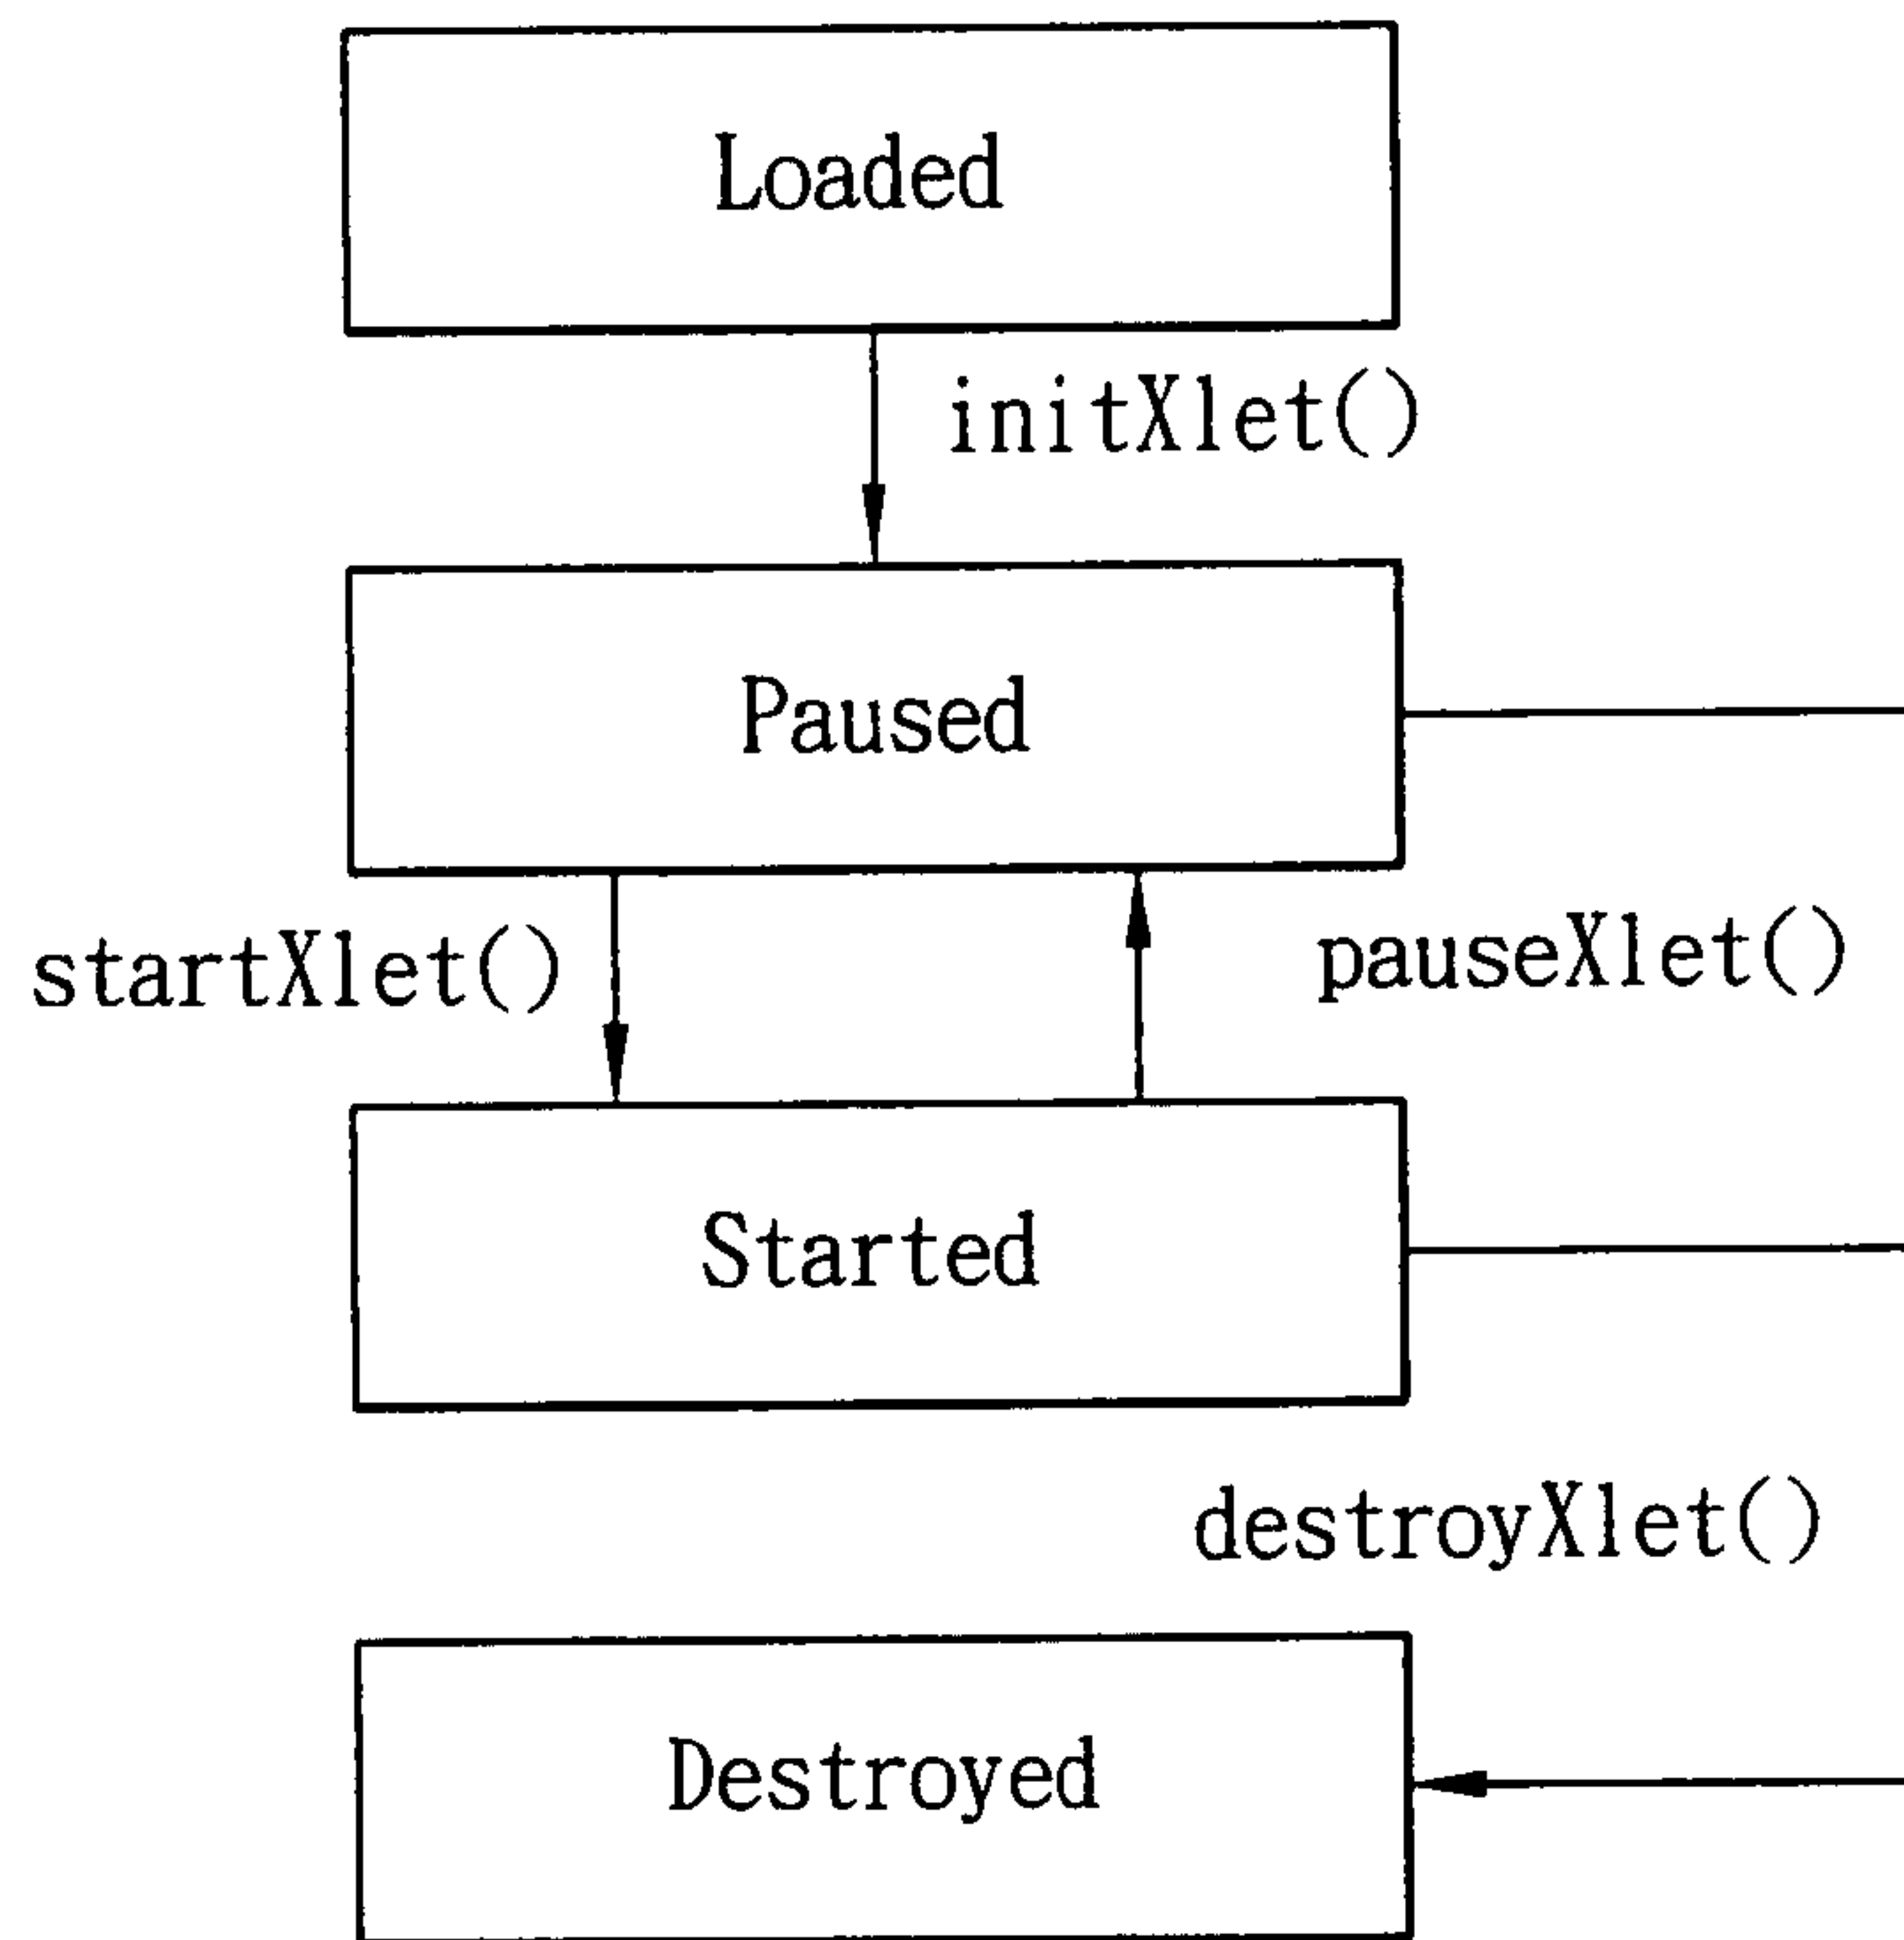 Loaded
initXlet()
Paused
startXlet()
pauseXlet()
Started
destroyXlet()
Destroyed